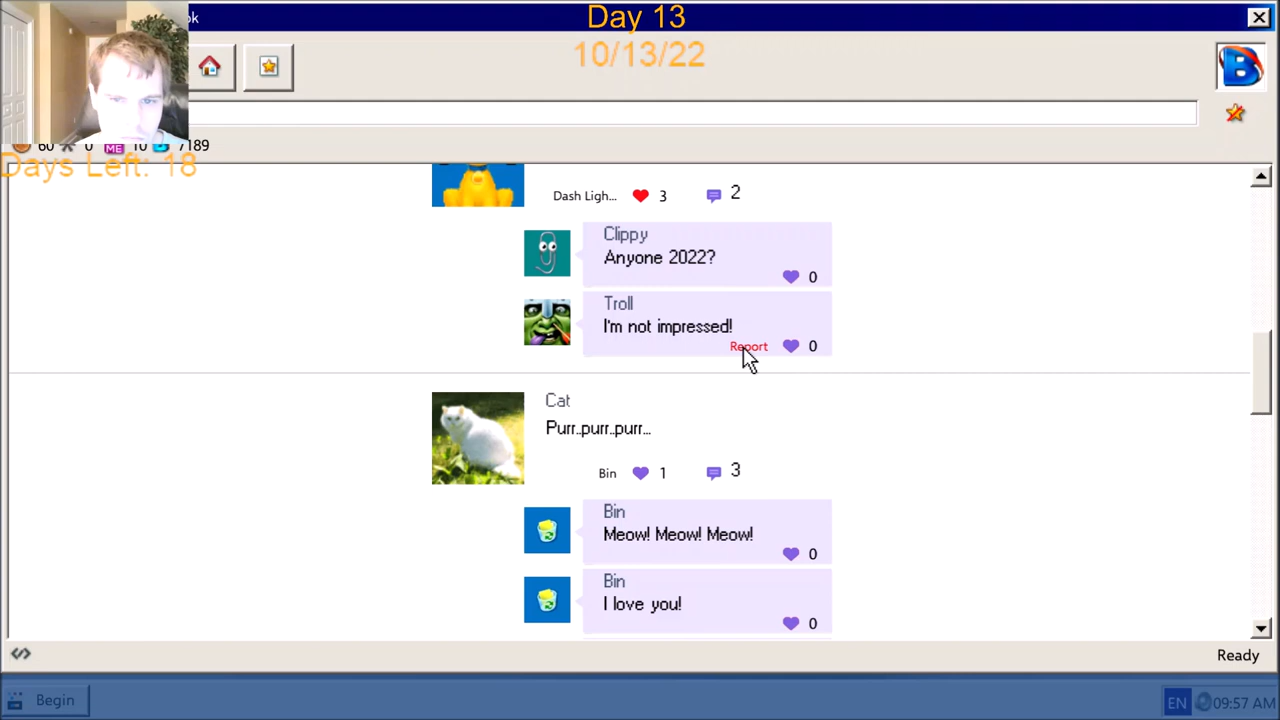 ok
Day 13
10/13/22
60 0 ME 10 7189
Days Left: 18
Dash Ligh... 3 2
Clippy
Anyone 2022?
0
Troll
I'm not impressed!
Report 0
Cat
Purr..purr..purr...
Bin 1 3
Bin
Meow! Meow! Meow!
0
Bin
I love you!
0
Ready
Begin
EN 09:57 AM